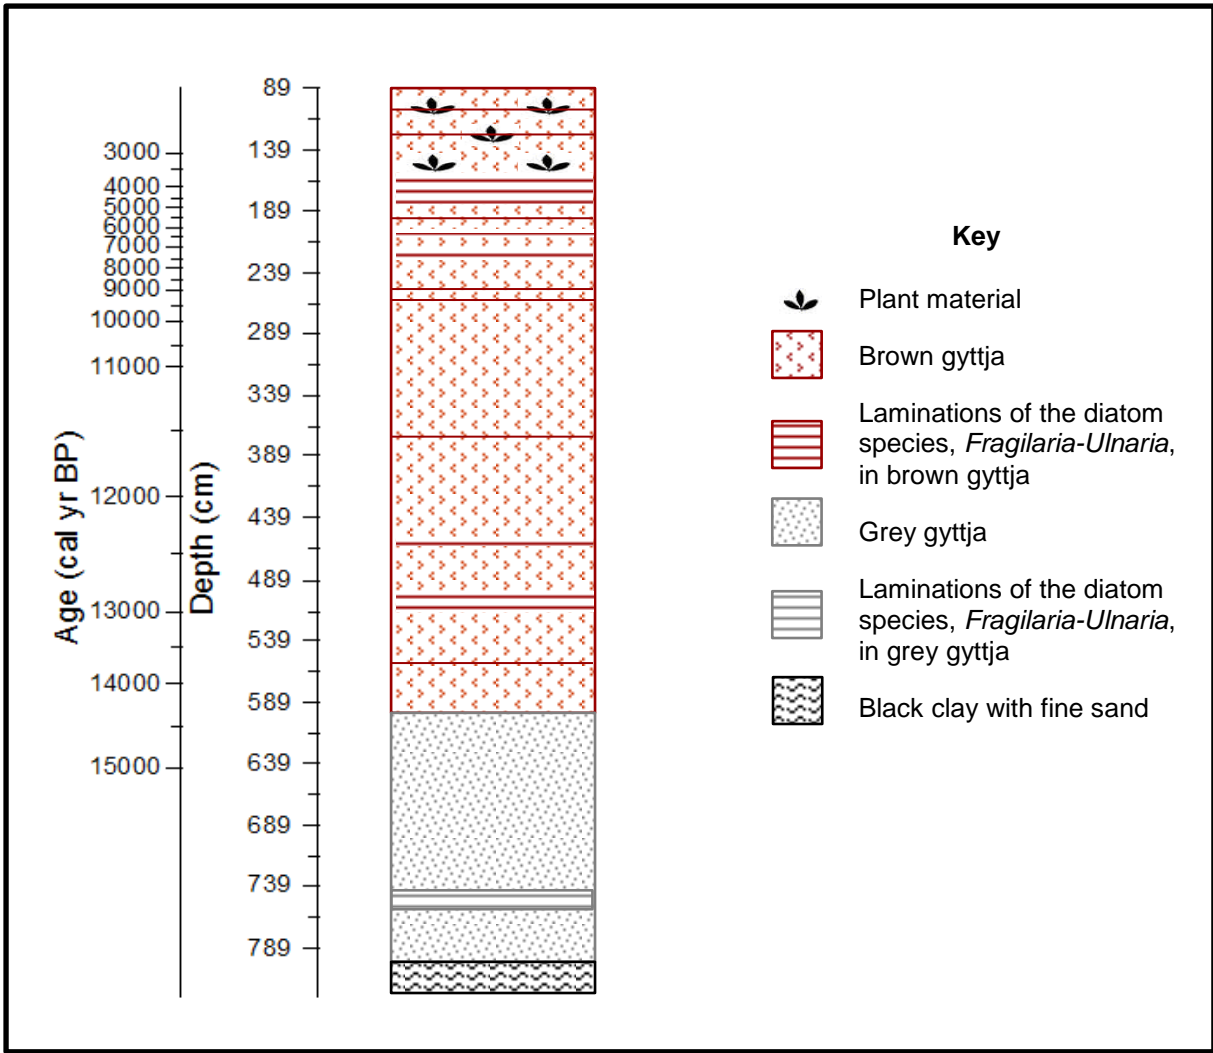 Age (cal yr BP)
3000
4000
5000
6000
7000
8000
9000
10000
11000
12000
13000
14000
15000
Depth (cm)
89
139
189
239
289
339
389
439
489
539
589
639
689
739
789
Key
Plant material
Brown gyttja
Laminations of the diatom
species, Fragilaria-Ulnaria,
in brown gyttja
Grey gyttja
Laminations of the diatom
species, Fragilaria-Ulnaria,
in grey gyttja
Black clay with fine sand